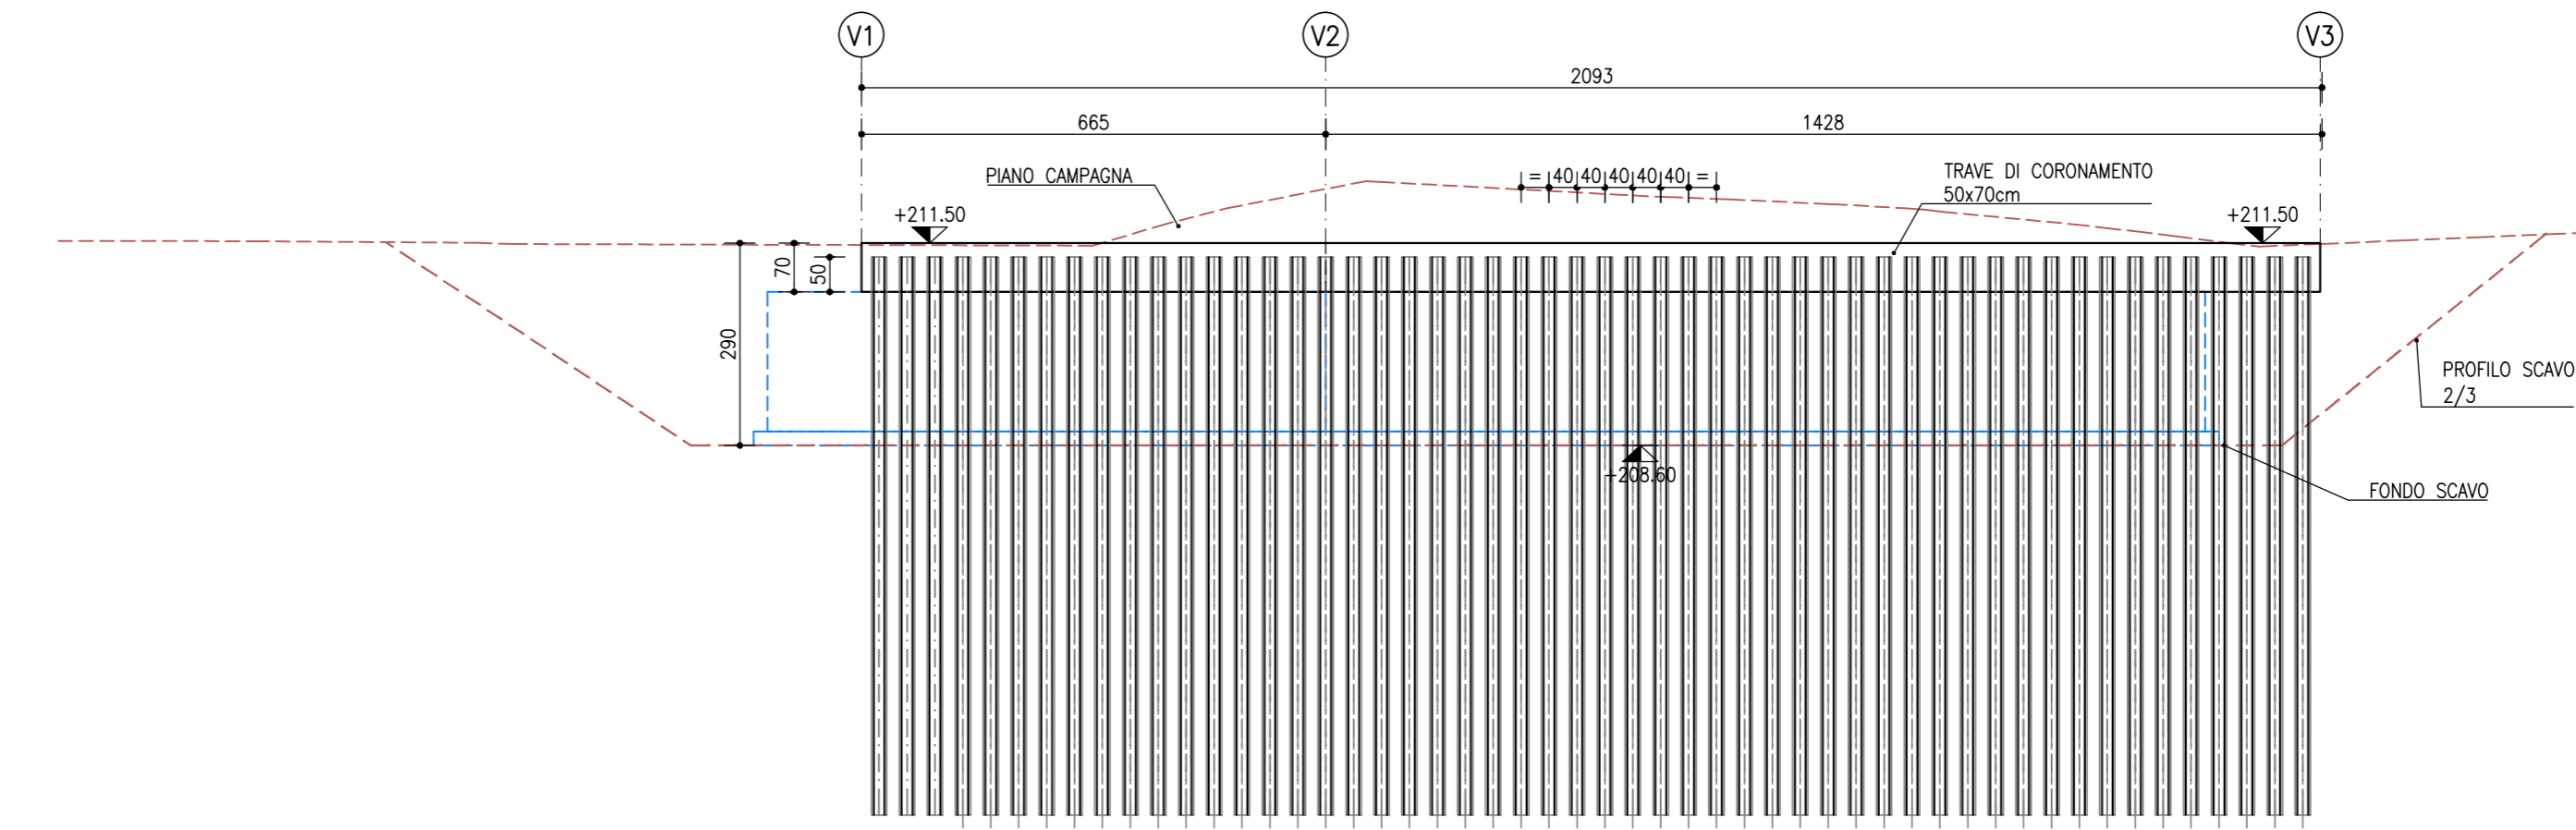 V1
V2
V3
2093
665
1428
PIANO CAMPAGNA
= 40 40 40 40 40 =
TRAVE DI CORONAMENTO
50x70cm
+211.50
+211.50
70
50
290
PROFILO SCAVO
2/3
+208.60
FONDO SCAVO